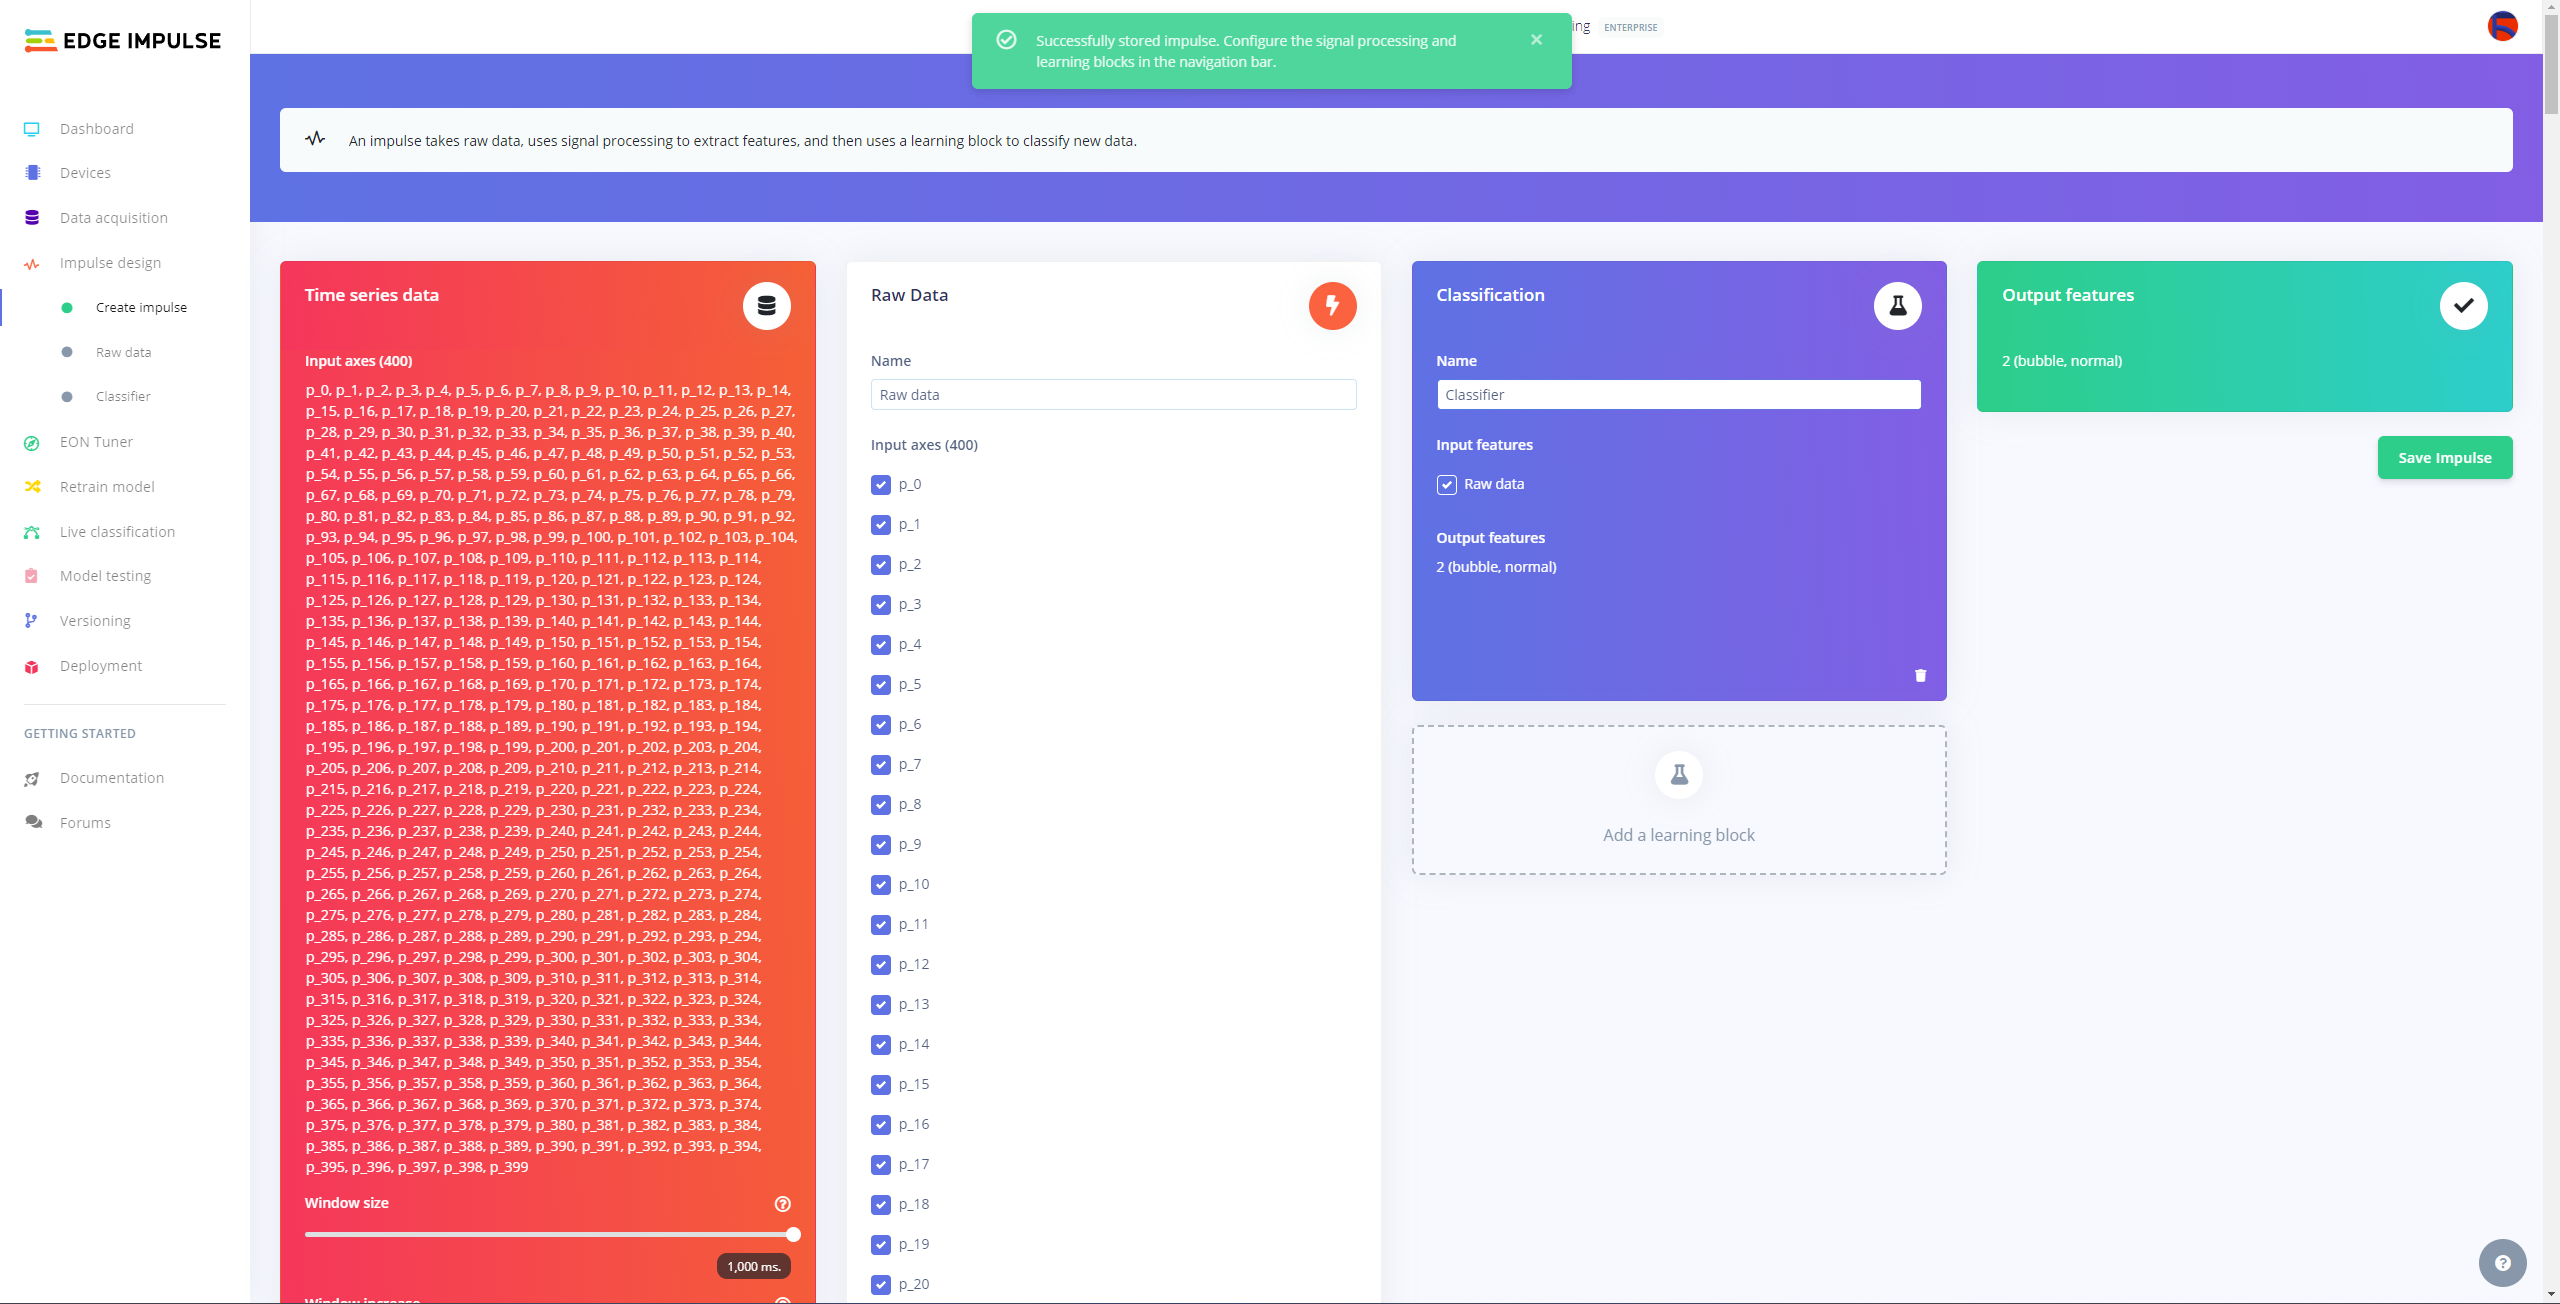 EDGE IMPULSE
Dashboard
Devices
Data acquisition
Impulse design
Create impulse
Raw data
Classifier
EON Tuner
Retrain model
Live classification
Model testing
Versioning
Deployment
GETTING STARTED
Documentation
Forums
Successfully stored impulse. Configure the signal processing and
learning blocks in the navigation bar.
ing ENTERPRISE
An impulse takes raw data, uses signal processing to extract features, and then uses a learning block to classify new data.
Time series data
Input axes (400)
p_0, p_1, p_2, p_3, p_4, p_5, p_6, p_7, p_8, p_9, p_10, p_11, p_12, p_13, p_14,
p_15, p_16, p_17, p_18, p_19, p_20, p_21, p_22, p_23, p_24, p_25, p_26, p_27,
p_28, p_29, p_30, p_31, p_32, p_33, p_34, p_35, p_36, p_37, p_38, p_39, p_40,
p_41, p_42, p_43, p_44, p_45, p_46, p_47, p_48, p_49, p_50, p_51, p_52, p_53,
p_54, p_55, p_56, p_57, p_58, p_59, p_60, p_61, p_62, p_63, p_64, p_65, p_66,
p_67, p_68, p_69, p_70, p_71, p_72, p_73, p_74, p_75, p_76, p_77, p_78, p_79,
p_80, p_81, p_82, p_83, p_84, p_85, p_86, p_87, p_88, p_89, p_90, p_91, p_92,
p_93, p_94, p_95, p_96, p_97, p_98, p_99, p_100, p_101, p_102, p_103, p_104,
p_105, p_106, p_107, p_108, p_109, p_110, p_111, p_112, p_113, p_114,
p_115, p_116, p_117, p_118, p_119, p_120, p_121, p_122, p_123, p_124,
p_125, p_126, p_127, p_128, p_129, p_130, p_131, p_132, p_133, p_134,
p_135, p_136, p_137, p_138, p_139, p_140, p_141, p_142, p_143, p_144,
p_145, p_146, p_147, p_148, p_149, p_150, p_151, p_152, p_153, p_154,
p_155, p_156, p_157, p_158, p_159, p_160, p_161, p_162, p_163, p_164,
p_165, p_166, p_167, p_168, p_169, p_170, p_171, p_172, p_173, p_174,
p_175, p_176, p_177, p_178, p_179, p_180, p_181, p_182, p_183, p_184,
p_185, p_186, p_187, p_188, p_189, p_190, p_191, p_192, p_193, p_194,
p_195, p_196, p_197, p_198, p_199, p_200, p_201, p_202, p_203, p_204,
p_205, p_206, p_207, p_208, p_209, p_210, p_211, p_212, p_213, p_214,
p_215, p_216, p_217, p_218, p_219, p_220, p_221, p_222, p_223, p_224,
p_225, p_226, p_227, p_228, p_229, p_230, p_231, p_232, p_233, p_234,
p_235, p_236, p_237, p_238, p_239, p_240, p_241, p_242, p_243, p_244,
p_245, p_246, p_247, p_248, p_249, p_250, p_251, p_252, p_253, p_254,
p_255, p_256, p_257, p_258, p_259, p_260, p_261, p_262, p_263, p_264,
p_265, p_266, p_267, p_268, p_269, p_270, p_271, p_272, p_273, p_274,
p_275, p_276, p_277, p_278, p_279, p_280, p_281, p_282, p_283, p_284,
p_285, p_286, p_287, p_288, p_289, p_290, p_291, p_292, p_293, p_294,
p_295, p_296, p_297, p_298, p_299, p_300, p_301, p_302, p_303, p_304,
p_305, p_306, p_307, p_308, p_309, p_310, p_311, p_312, p_313, p_314,
p_315, p_316, p_317, p_318, p_319, p_320, p_321, p_322, p_323, p_324,
p_325, p_326, p_327, p_328, p_329, p_330, p_331, p_332, p_333, p_334,
p_335, p_336, p_337, p_338, p_339, p_340, p_341, p_342, p_343, p_344,
p_345, p_346, p_347, p_348, p_349, p_350, p_351, p_352, p_353, p_354,
p_355, p_356, p_357, p_358, p_359, p_360, p_361, p_362, p_363, p_364,
p_365, p_366, p_367, p_368, p_369, p_370, p_371, p_372, p_373, p_374,
p_375, p_376, p_377, p_378, p_379, p_380, p_381, p_382, p_383, p_384,
p_385, p_386, p_387, p_388, p_389, p_390, p_391, p_392, p_393, p_394,
p_395, p_396, p_397, p_398, p_399
Window size
1,000 ms.
Window increase
Raw Data
Name
Raw data
Input axes (400)
p_0
p_1
p_2
p_3
p_4
p_5
p_6
p_7
p_8
p_9
p_10
p_11
p_12
p_13
p_14
p_15
p_16
p_17
p_18
p_19
p_20
Classification
Name
Classifier
Input features
Raw data
Output features
2 (bubble, normal)
Add a learning block
Output features
2 (bubble, normal)
Save Impulse